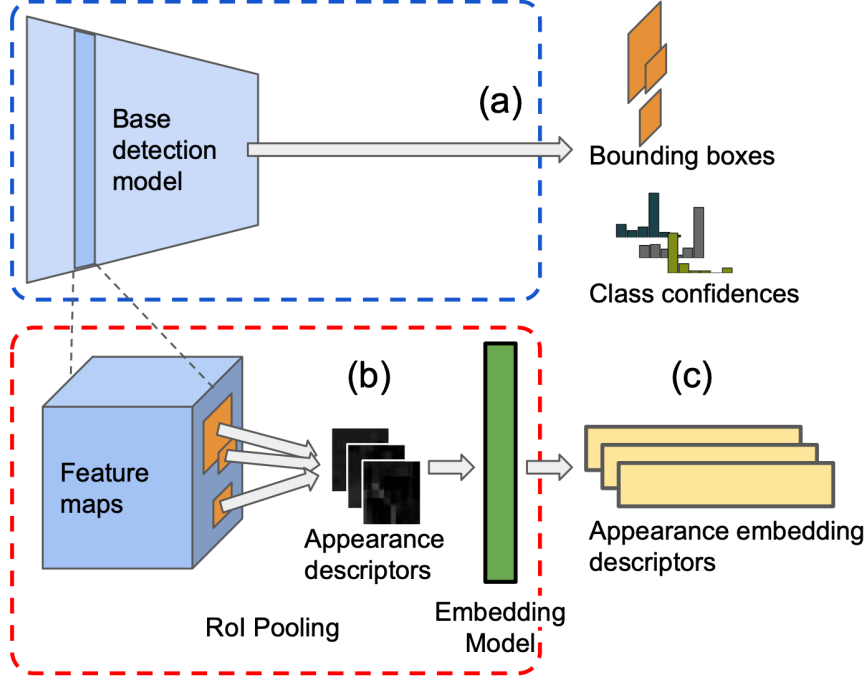 (a)
Base
detection
model
Bounding boxes
Class confidences
(b)
(c)
Feature
maps
Appearance
descriptors
Appearance embedding
descriptors
RoI Pooling
Embedding
Model